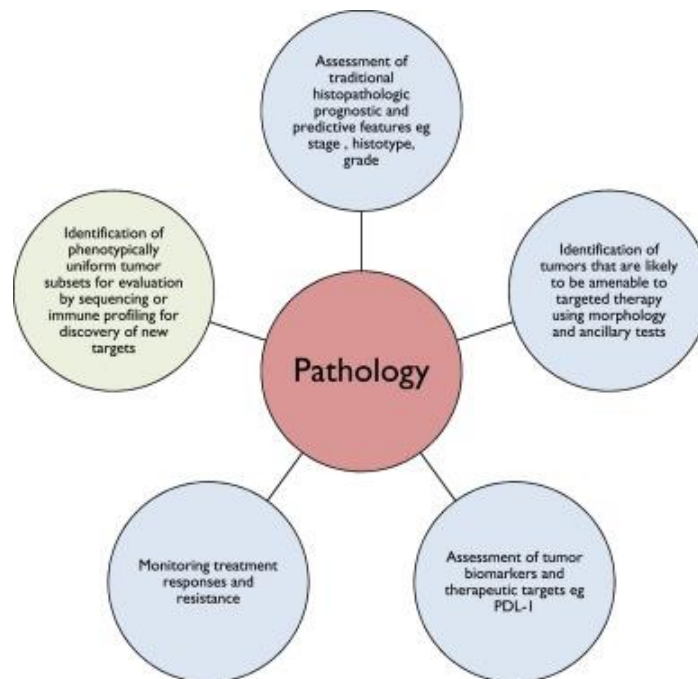 Assessment of
traditional
histopathologic
prognostic and
predictive features eg
stage , histotype,
grade
Identification of
phenotypically
uniform tumor
subsets for evaluation
by sequencing or
immune profiling for
discovery of new
targets
Identification of
tumors that are likely
to be amenable to
targeted therapy
using morphology
and ancillary tests
Pathology
Monitoring treatment
responses and
resistance
Assessment of tumor
biomarkers and
therapeutic targets eg
PDL-1